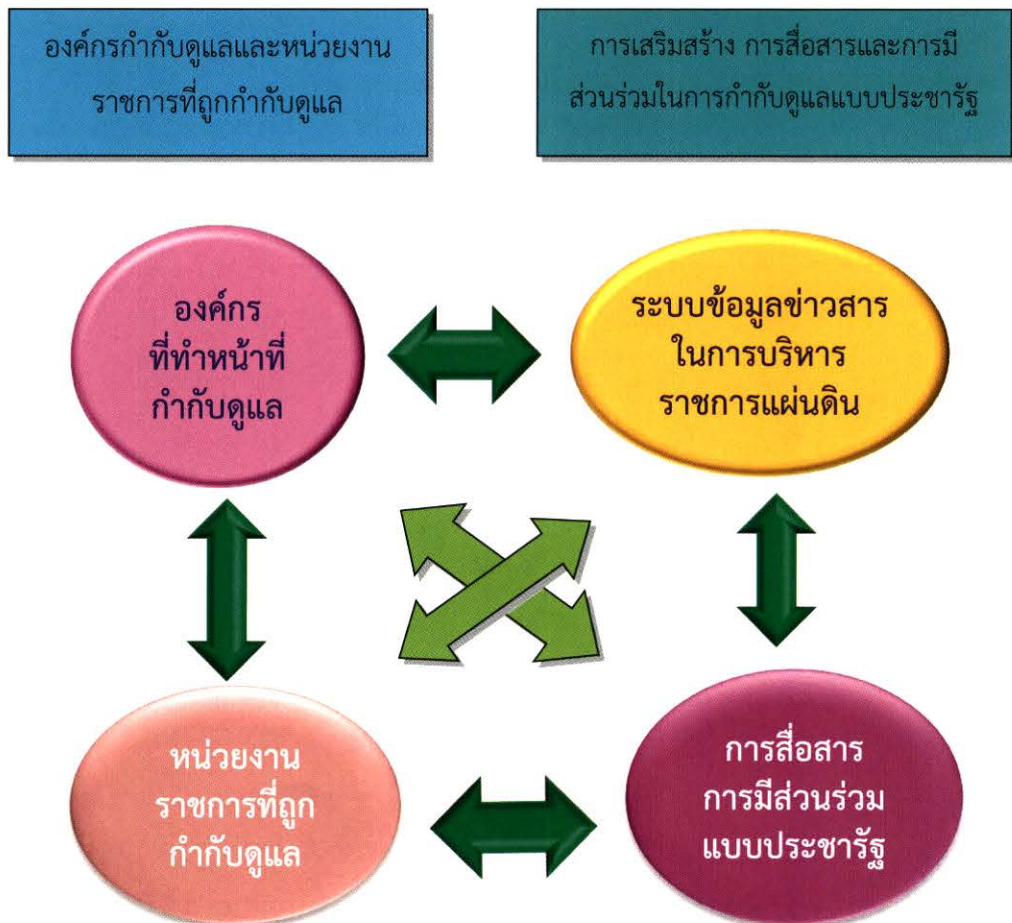 องค์กรกำกับดูแลและหน่วยงาน
ราชการที่ถูกกำกับดูแล
การเสริมสร้าง การสื่อสารและการมี
ส่วนร่วมในการกำกับดูแลแบบประชารัฐ
องค์กร
ที่ทำหน้าที่
กำกับดูแล
ระบบข้อมูลข่าวสาร
ในการบริหาร
ราชการแผ่นดิน
หน่วยงาน
ราชการที่ถูก
กำกับดูแล
การสื่อสาร
การมีส่วนร่วม
แบบประชารัฐ